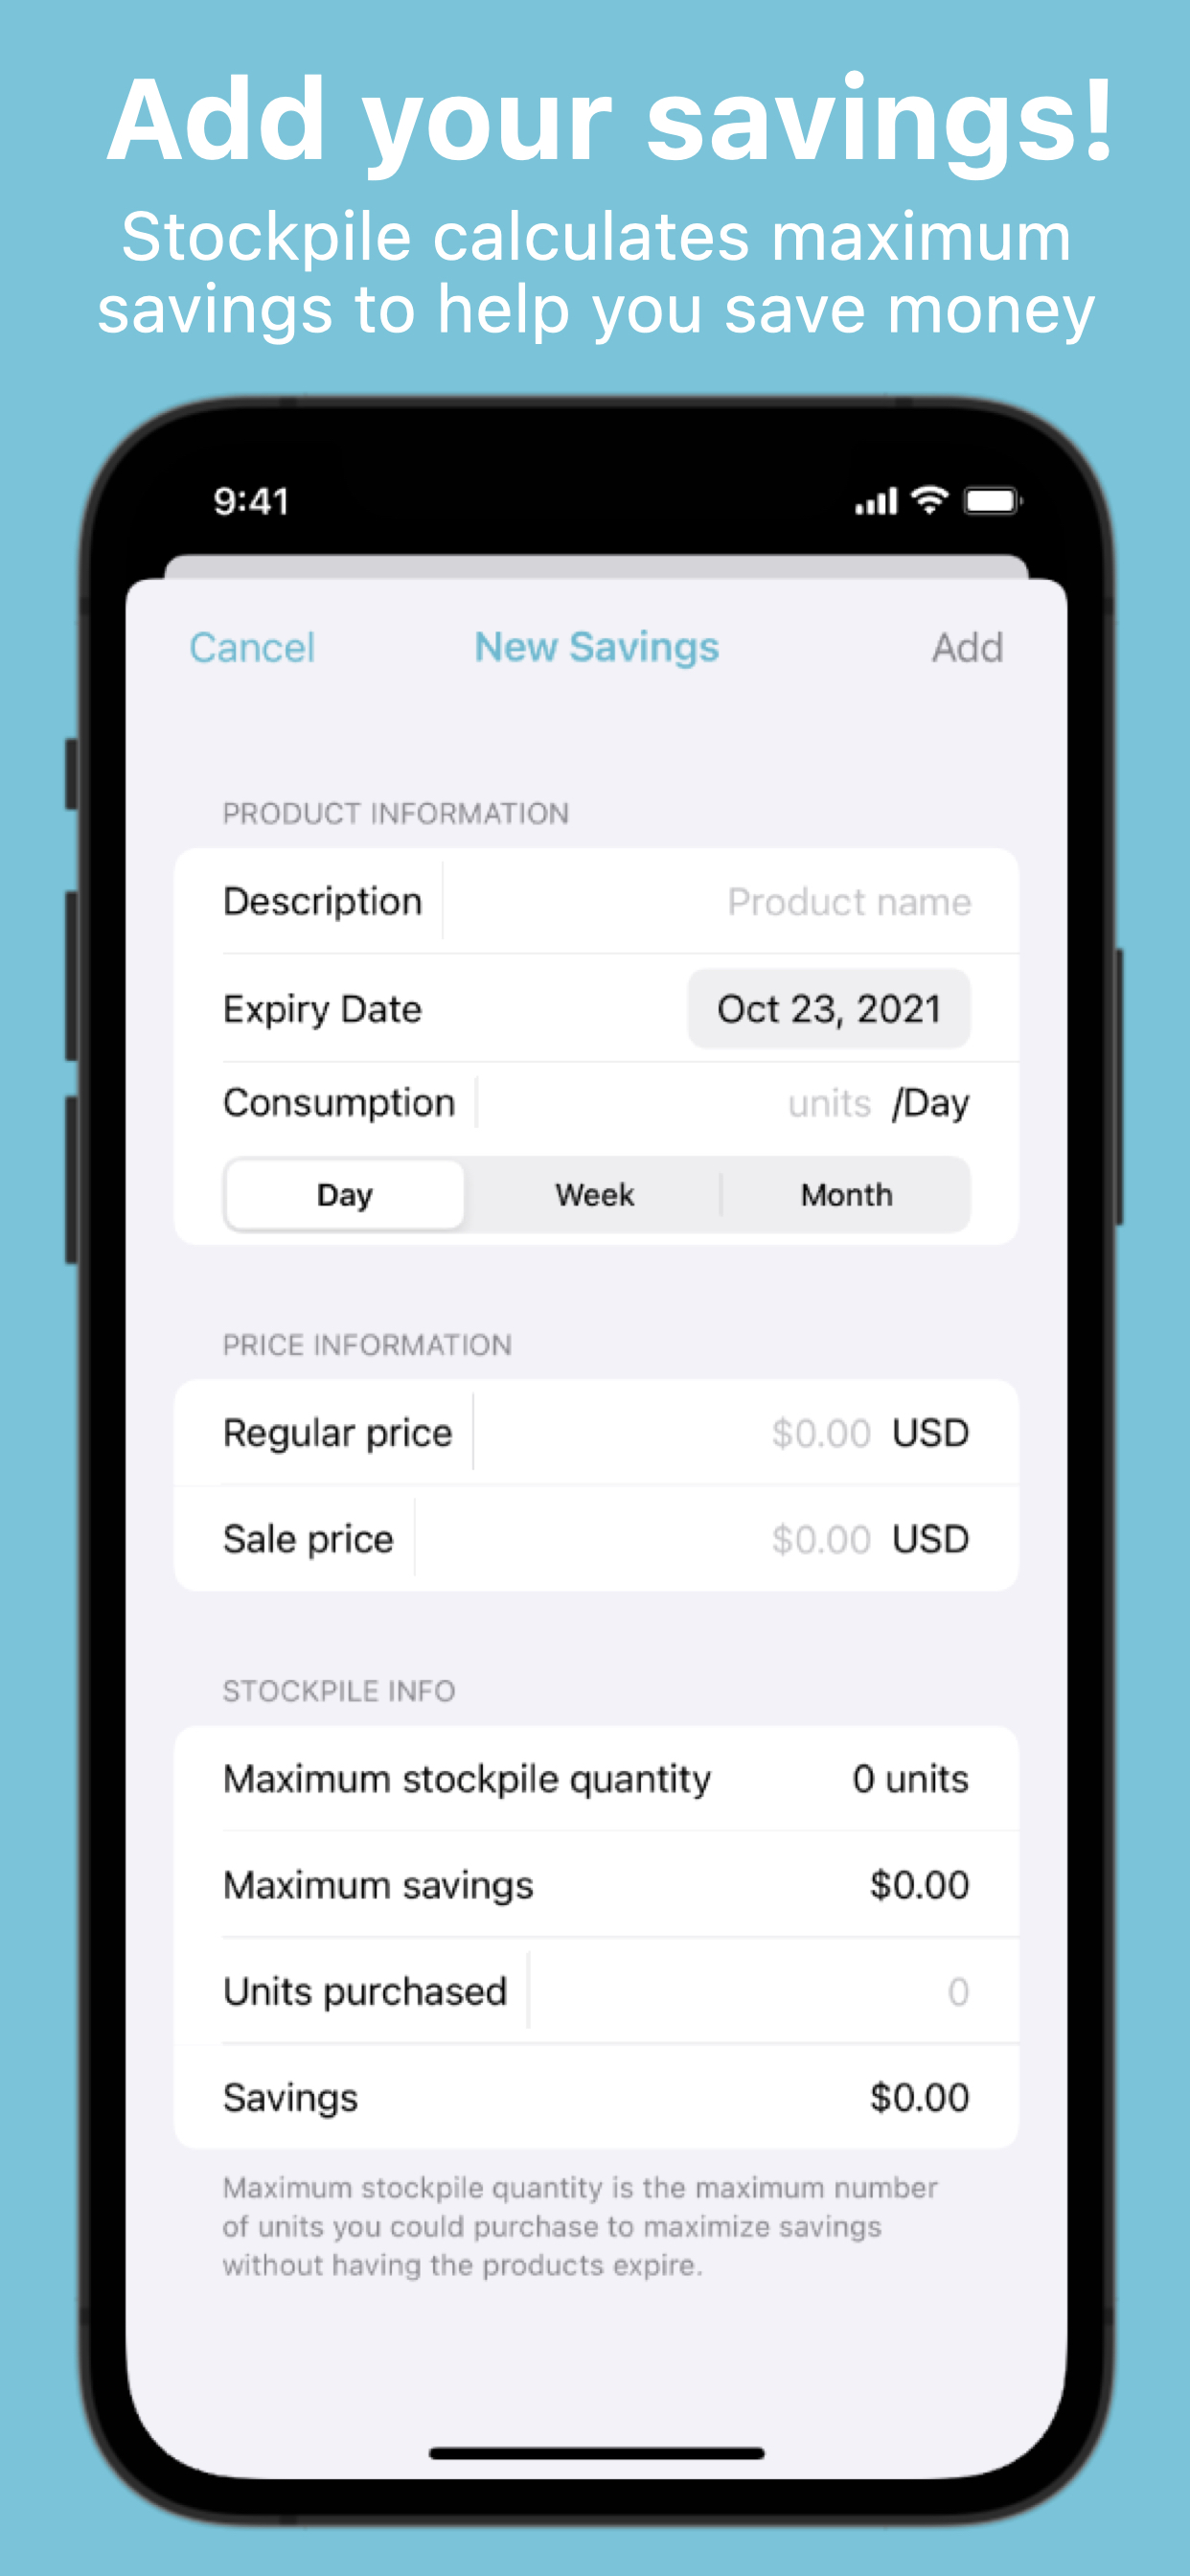 Add your savings!
Stockpile calculates maximum
savings to help you save money
9:41
Cancel New Savings Add
PRODUCT INFORMATION
Description Product name
Expiry Date Oct 23, 2021
Consumption units /Day
Day Week Month
PRICE INFORMATION
Regular price $0.00 USD
Sale price $0.00 USD
STOCKPILE INFO
Maximum stockpile quantity 0 units
Maximum savings $0.00
Units purchased 0
Savings $0.00
Maximum stockpile quantity is the maximum number
of units you could purchase to maximize savings
without having the products expire.